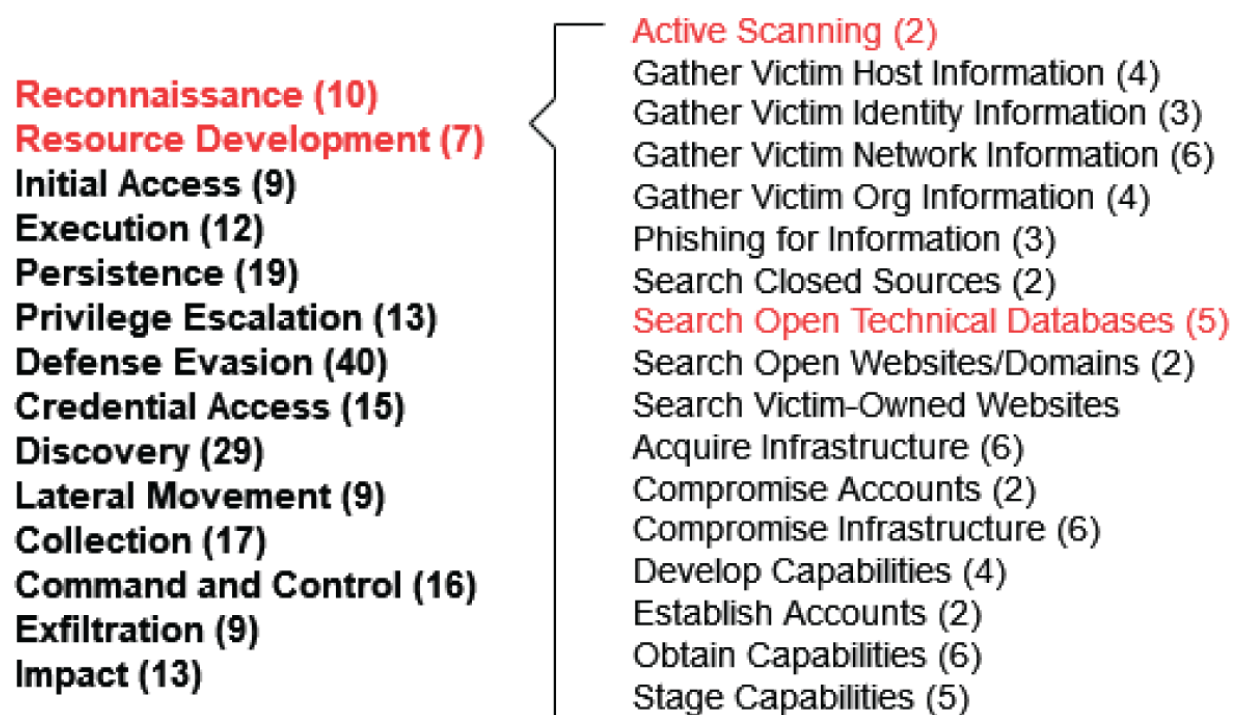 Reconnaissance (10)
Resource Development (7)
Initial Access (9)
Execution (12)
Persistence (19)
Privilege Escalation (13)
Defense Evasion (40)
Credential Access (15)
Discovery (29)
Lateral Movement (9)
Collection (17)
Command and Control (16)
Exfiltration (9)
Impact (13)
Active Scanning (2)
Gather Victim Host Information (4)
Gather Victim Identity Information (3)
Gather Victim Network Information (6)
Gather Victim Org Information (4)
Phishing for Information (3)
Search Closed Sources (2)
Search Open Technical Databases (5)
Search Open Websites/Domains (2)
Search Victim-Owned Websites
Acquire Infrastructure (6)
Compromise Accounts (2)
Compromise Infrastructure (6)
Develop Capabilities (4)
Establish Accounts (2)
Obtain Capabilities (6)
Stage Capabilities (5)